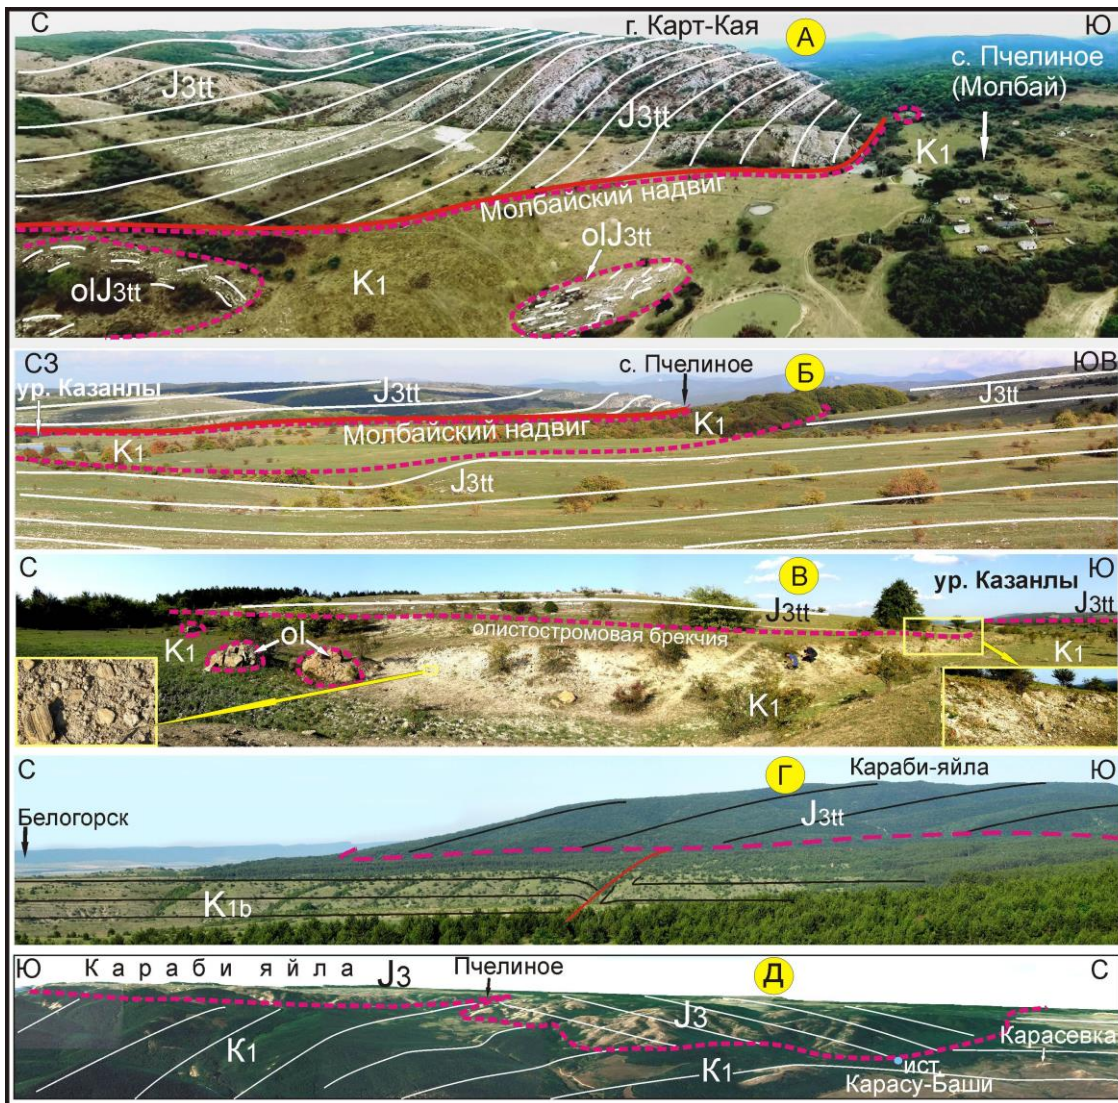 С
г. Карт-Кая
А
Ю
с. Пчелиное
(Молбай)
J3tt
J3tt
K1
Молбайский надвиг
olJ3tt
olJ3tt
K1
СЗ
с. Пчелиное
Б
ЮВ
ур. Казанлы
J3tt
J3tt
Молбайский надвиг
K1
K1
J3tt
С
В
Ю
ур. Казанлы
J3tt
J3tt
ol
олистостромовая брекчия
K1
K1
K1
С
Г
Караби-яйла
Ю
Белогорск
J3tt
K1b
Ю
Караби яйла
J3
Пчелиное
Д
С
J3
K1
Карасевка
K1
ист.
Карасу-Баши